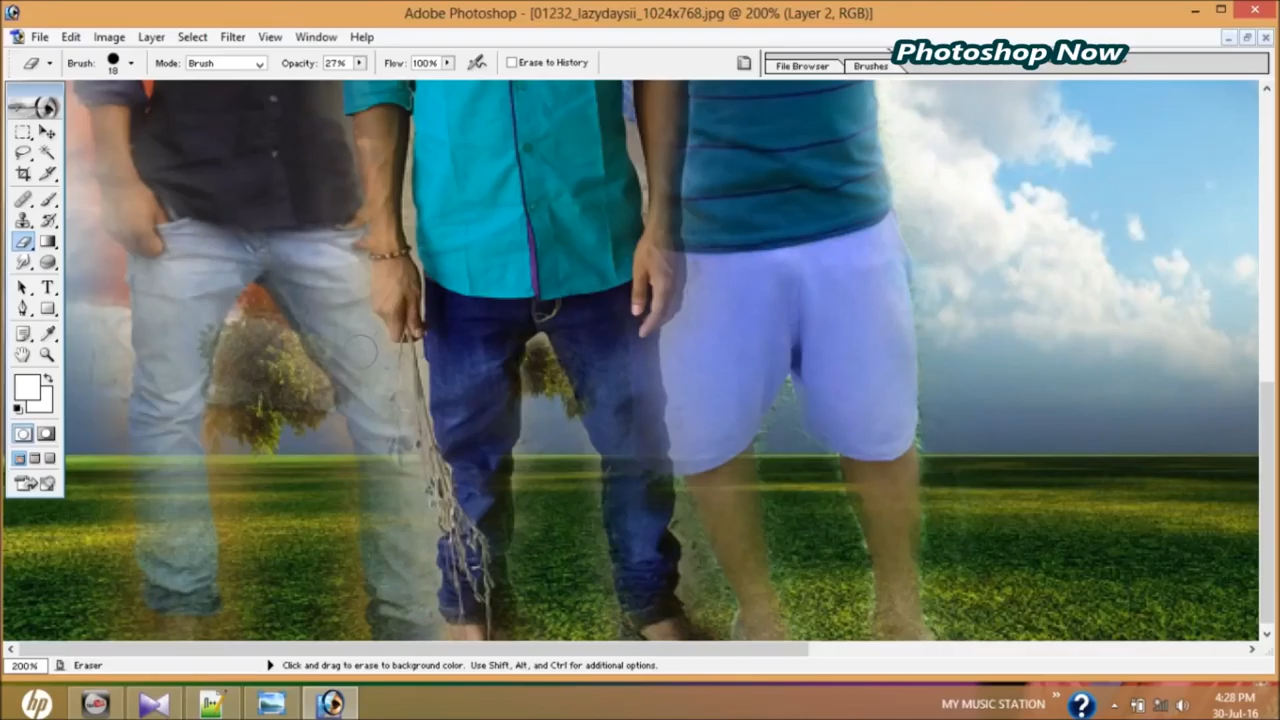 Adobe Photoshop - [01232_lazydaysii_1024x768.jpg @ 200% (Layer 2, RGB)]
File Edit Image Layer Select Filter View Window Help
Brush: 18 Mode: Brush Opacity: 27% Flow: 100% Erase to History File Browser Brushes
Photoshop Now
T
200% Eraser Click and drag to erase to background color. Use Shift, Alt, and Ctrl for additional options.
hp MY MUSIC STATION » ? 4:28 PM
30-Jul-16